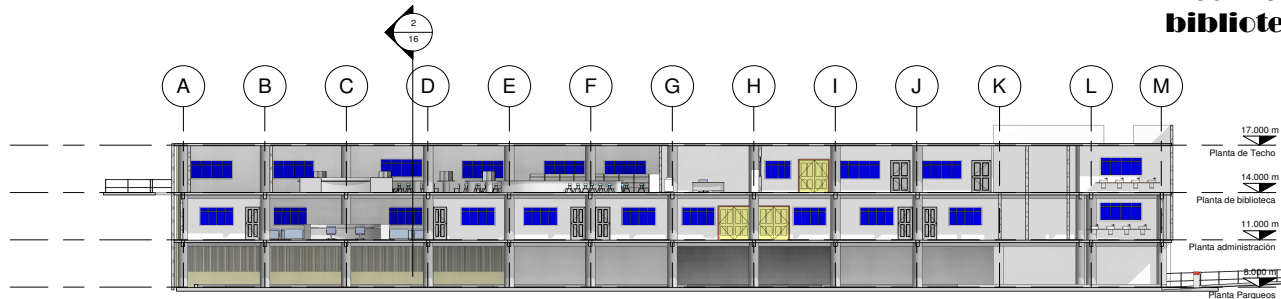 bibliote
2
16
A B C D E F G H I J K L M
17.000 m
Planta de Techo
14.000 m
Planta de biblioteca
11.000 m
Planta administración
8.000 m
Planta Parqueos